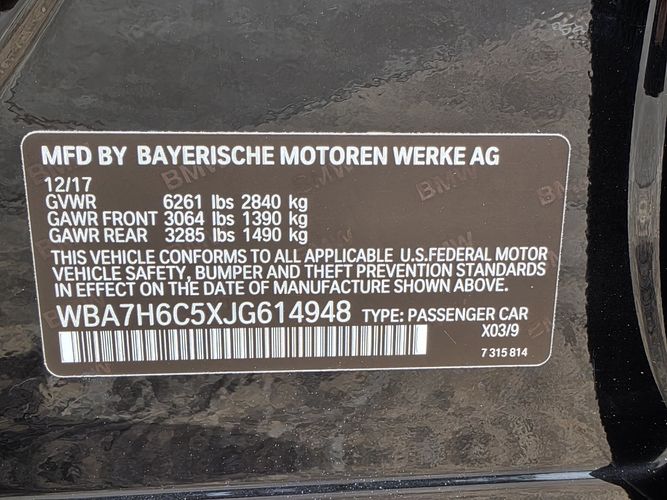 MFD BY BAYERISCHE MOTOREN WERKE AG
12/17
GVWR 6261 lbs 2840 kg
GAWR FRONT 3064 lbs 1390 kg
GAWR REAR 3285 lbs 1490 kg
THIS VEHICLE CONFORMS TO ALL APPLICABLE U.S.FEDERAL MOTOR
VEHICLE SAFETY, BUMPER AND THEFT PREVENTION STANDARDS
IN EFFECT ON THE DATE OF MANUFACTURE SHOWN ABOVE.
WBA7H6C5XJG614948 TYPE: PASSENGER CAR
X03/9
7 315 814